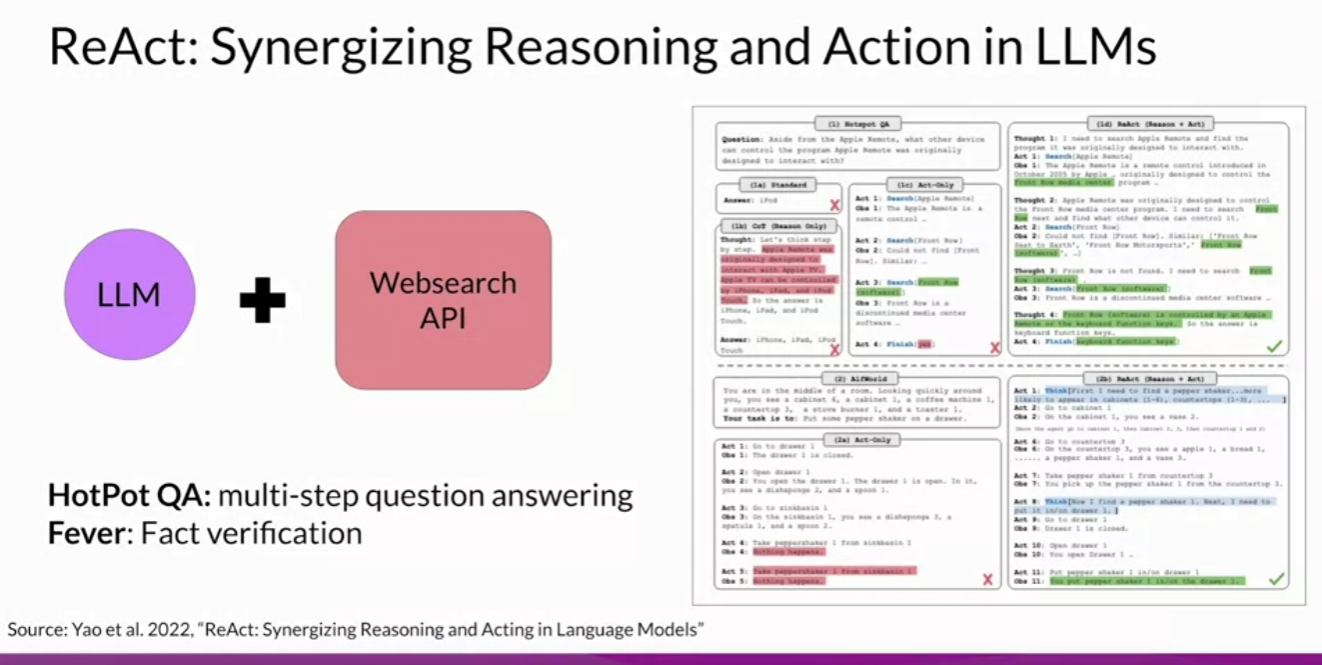 ReAct: Synergizing Reasoning and Action in LLMs
LLM
Websearch
API
HotPot QA: multi-step question answering
Fever: Fact verification
Source: Yao et al. 2022, “ReAct: Synergizing Reasoning and Acting in Language Models”
(1) Hotspot QA
Question: Aside from the Apple Remote, what other device
can control the program Apple Remote was originally
designed to interact with?
(1a) Standard
Answer: iPod
(1b) CoT (Reason Only)
Thought: Let's think step
by step. Apple Remote was
originally designed to
interact with Apple TV.
Apple TV can be controlled
by iPhone, iPad, and iPod
Touch. So the answer is
iPhone, iPad, and iPod
Touch.
Answer: iPhone, iPad, iPod
Touch
(1c) Act-Only
Act 1: Search[Apple Remote]
Obs 1: The Apple Remote is a
remote control …
Act 2: Search[Front Row]
Obs 2: Could not find [Front
Row]. Similar: …
Act 3: Search[Front Row
(software)]
Obs 3: Front Row is a
discontinued media center
software …
Act 4: Finish[yes]
(1d) ReAct (Reason + Act)
Thought 1: I need to search Apple Remote and find the
program it was originally designed to interact with.
Act 1: Search[Apple Remote]
Obs 1: The Apple Remote is a remote control introduced in
October 2005 by Apple … originally designed to control the
Front Row media center program …
Thought 2: Apple Remote was originally designed to control
the Front Row media center program. I need to search Front
Row next and find what other device can control it.
Act 2: Search[Front Row]
Obs 2: Could not find [Front Row]. Similar: ['Front Row
Seat to Earth', 'Front Row Motorsports', 'Front Row
(software)', …]
Thought 3: Front Row is not found. I need to search Front
Row (software) .
Act 3: Search[Front Row (software)]
Obs 3: Front Row is a discontinued media center software …
Thought 4: Front Row (software) is controlled by an Apple
Remote or the keyboard function keys. So the answer is
keyboard function keys.
Act 4: Finish[keyboard function keys]
(2) AlfWorld
You are in the middle of a room. Looking quickly around
you, you see a cabinet 6, a cabinet 1, a coffee machine 1,
a countertop 3, a stove burner 1, and a toaster 1.
Your task is to: Put some pepper shaker on a drawer.
(2a) Act-Only
Act 1: Go to drawer 1
Obs 1: The drawer 1 is closed.
Act 2: Open drawer 1
Obs 2: You open the drawer 1. The drawer 1 is open. In it,
you see a dishsponge 2, and a spoon 1.
Act 3: Go to sinkbasin 1
Obs 3: On the sinkbasin 1, you see a dishsponge 3, a
spatula 1, and a spoon 2.
Act 4: Take peppershaker 1 from sinkbasin 1
Obs 4: Nothing happens.
Act 5: Take peppershaker 1 from sinkbasin 1
Obs 5: Nothing happens.
(2b) ReAct (Reason + Act)
Act 1: Think[First I need to find a pepper shaker...more
likely to appear in cabinets (1-6), countertops (1-3), ... ]
Act 2: Go to cabinet 1
Obs 2: On the cabinet 1, you see a vase 2.
Act 6: Go to countertop 3
Obs 6: On the countertop 3, you see a apple 1, a bread 1,
...... a pepper shaker 1, and a vase 3.
Act 7: Take pepper shaker 1 from countertop 3
Obs 7: You pick up the pepper shaker 1 from the countertop 3.
Act 8: Think[Now I find a pepper shaker 1. Next, I need to
put it in/on drawer 1. ]
Act 9: Go to drawer 1
Obs 9: Drawer 1 is closed.
Act 10: Open drawer 1
Obs 10: You open Drawer 1 …
Act 11: Put pepper shaker 1 in/on drawer 1
Obs 11: You put pepper shaker 1 in/on the drawer 1.